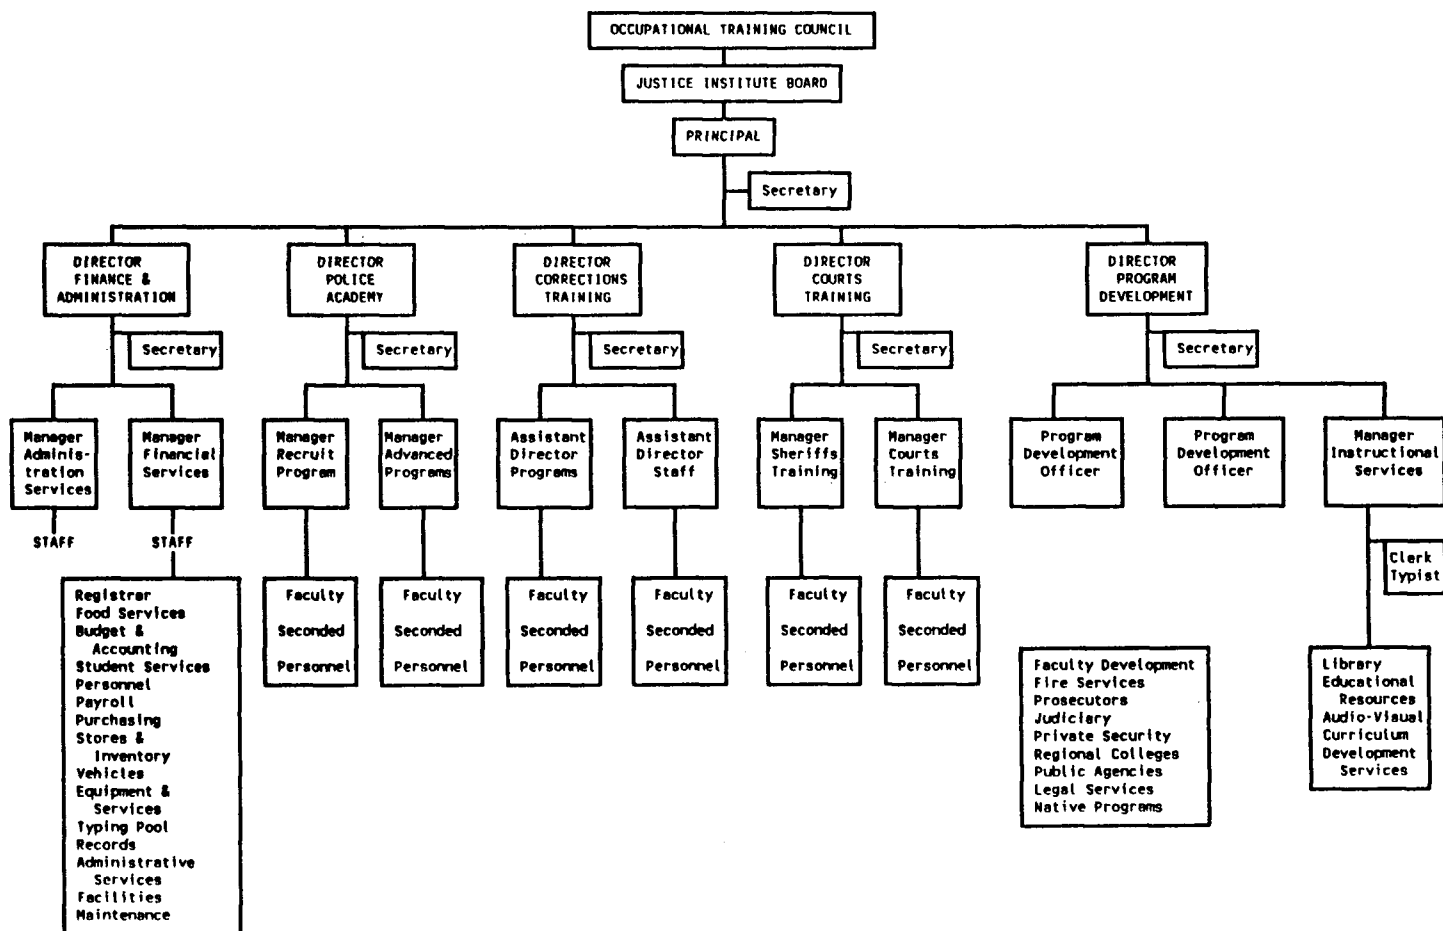 OCCUPATIONAL TRAINING COUNCIL
JUSTICE INSTITUTE BOARD
PRINCIPAL
Secretary
DIRECTOR
FINANCE &
ADMINISTRATION
DIRECTOR
POLICE
ACADEMY
DIRECTOR
CORRECTIONS
TRAINING
DIRECTOR
COURTS
TRAINING
DIRECTOR
PROGRAM
DEVELOPMENT
Secretary
Secretary
Secretary
Secretary
Secretary
Manager
Adminis-
tration
Services
Manager
Financial
Services
Manager
Recruit
Program
Manager
Advanced
Programs
Assistant
Director
Programs
Assistant
Director
Staff
Manager
Sheriffs
Training
Manager
Courts
Training
Program
Development
Officer
Program
Development
Officer
Manager
Instructional
Services
STAFF
STAFF
Clerk
Typist
Registrar
Food Services
Budget &
Accounting
Student Services
Personnel
Payroll
Purchasing
Stores &
Inventory
Vehicles
Equipment &
Services
Typing Pool
Records
Administrative
Services
Facilities
Maintenance
Faculty
Seconded
Personnel
Faculty
Seconded
Personnel
Faculty
Seconded
Personnel
Faculty
Seconded
Personnel
Faculty
Seconded
Personnel
Faculty
Seconded
Personnel
Faculty Development
Fire Services
Prosecutors
Judiciary
Private Security
Regional Colleges
Public Agencies
Legal Services
Native Programs
Library
Educational
Resources
Audio-Visual
Curriculum
Development
Services